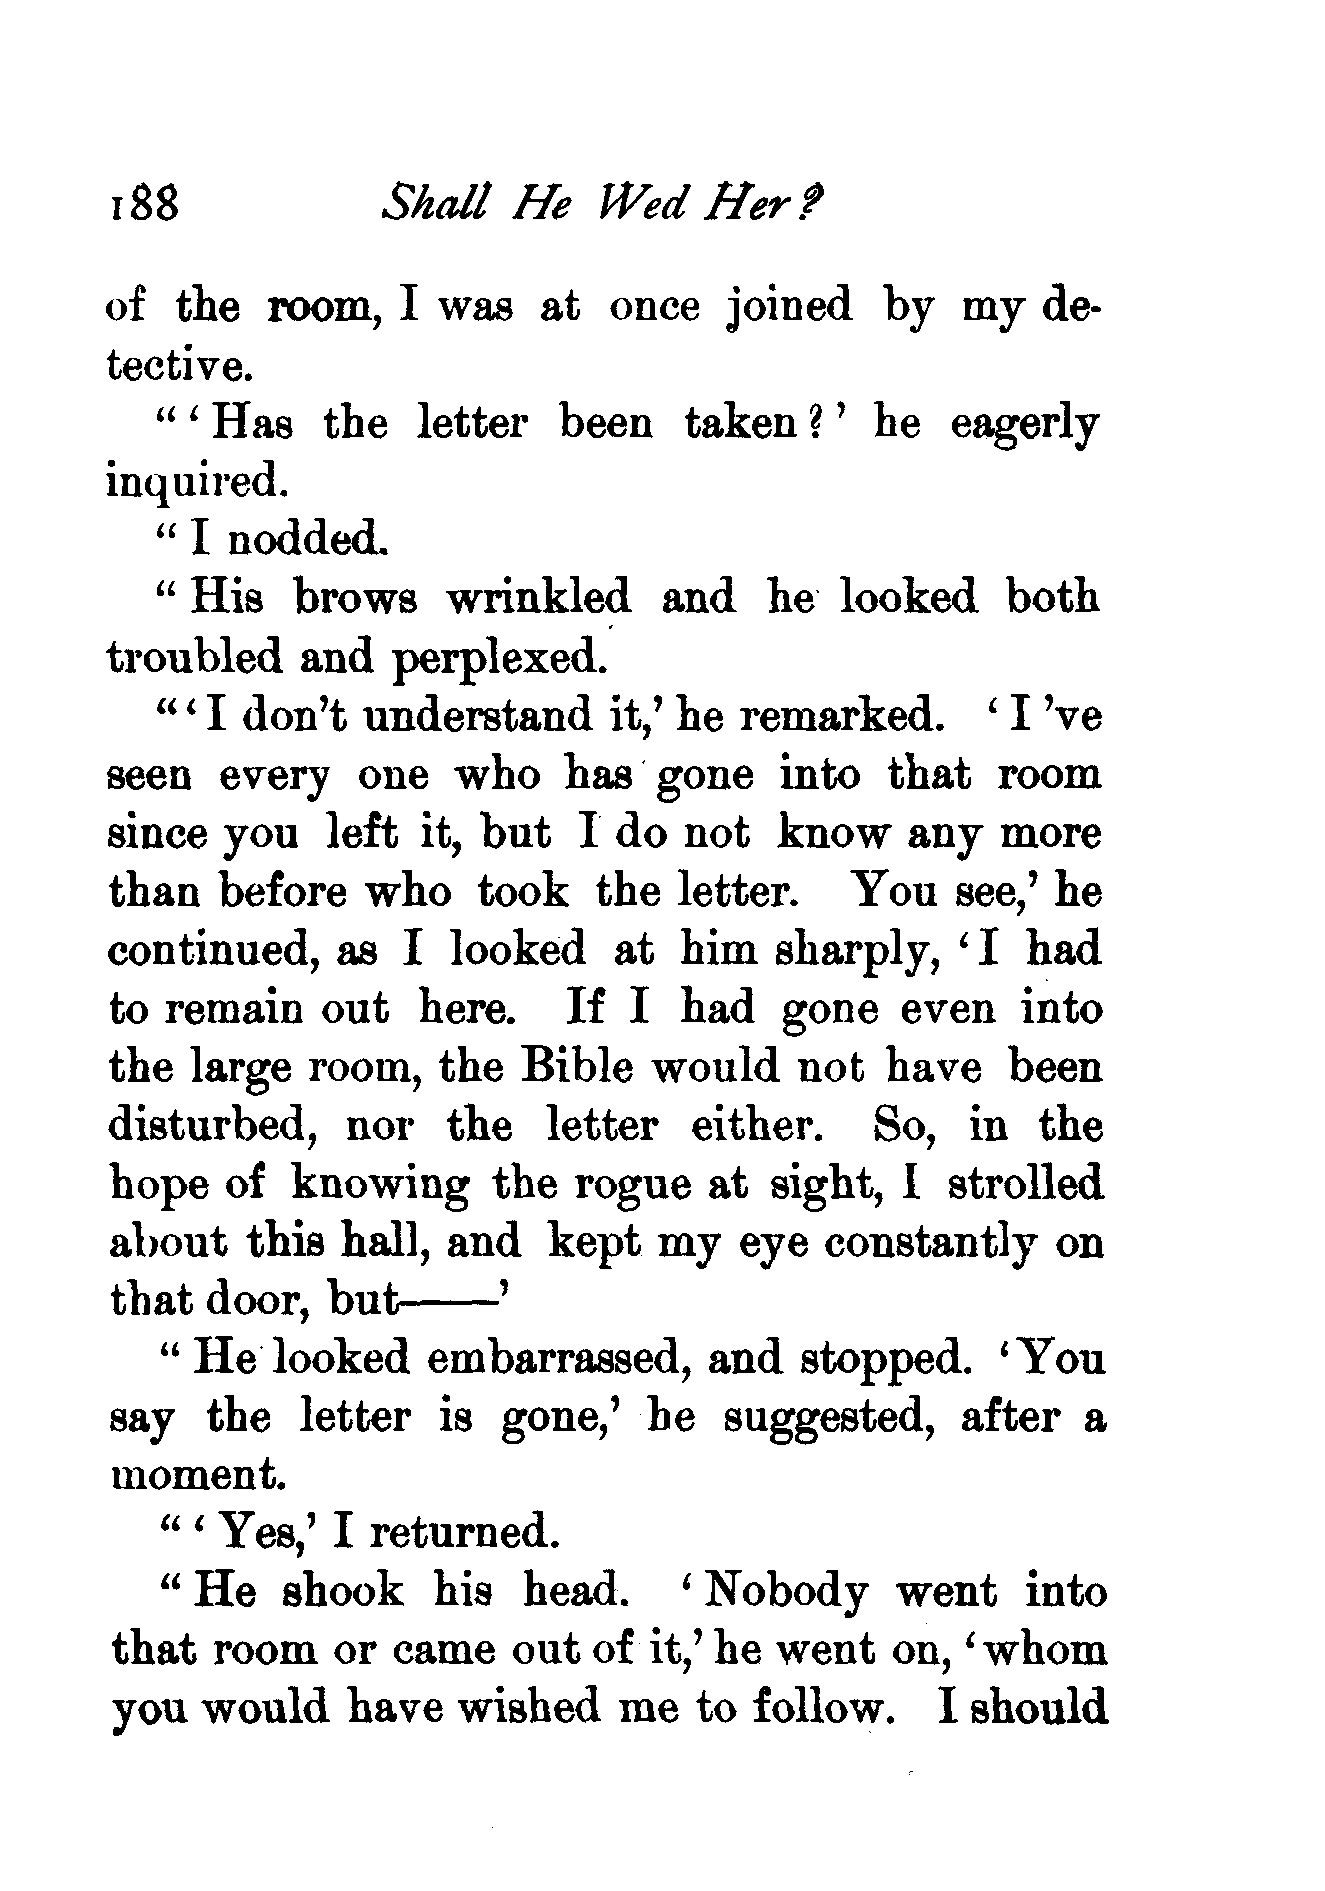 188 Shall He Wed Her?
of the room, I was at once joined by my de-
tective.
“‘Has the letter been taken?’ he eagerly
inquired.
“I nodded.
“His brows wrinkled and he looked both
troubled and perplexed.
“‘I don’t understand it,’ he remarked. ‘I ’ve
seen every one who has gone into that room
since you left it, but I do not know any more
than before who took the letter. You see,’ he
continued, as I looked at him sharply, ‘I had
to remain out here. If I had gone even into
the large room, the Bible would not have been
disturbed, nor the letter either. So, in the
hope of knowing the rogue at sight, I strolled
about this hall, and kept my eye constantly on
that door, but——’
“He looked embarrassed, and stopped. ‘You
say the letter is gone,’ he suggested, after a
moment.
“‘Yes,’ I returned.
“He shook his head. ‘Nobody went into
that room or came out of it,’ he went on, ‘whom
you would have wished me to follow. I should